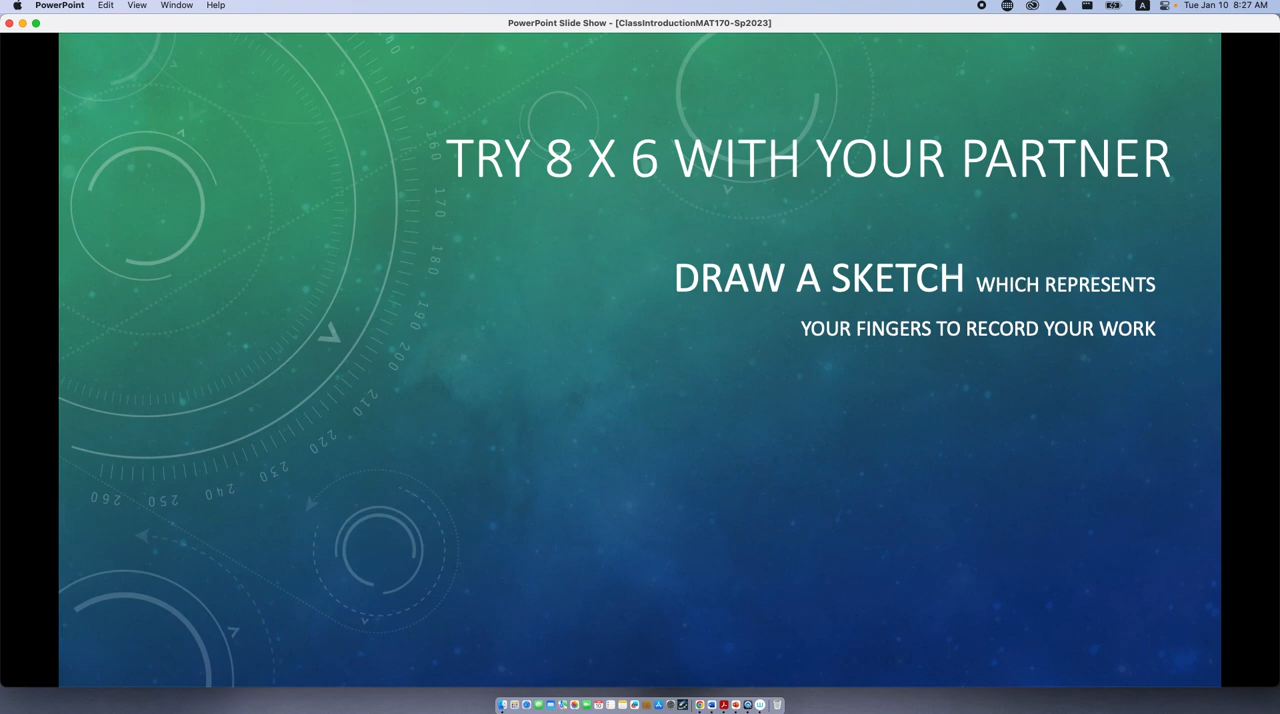 PowerPoint Edit View Window Help
A Tue Jan 10 8:27 AM
PowerPoint Slide Show - [ClassIntroductionMAT170-Sp2023]
TRY 8 X 6 WITH YOUR PARTNER
DRAW A SKETCH WHICH REPRESENTS
YOUR FINGERS TO RECORD YOUR WORK
140
150
160
170
180
190
200
210
220
230
240
250
260